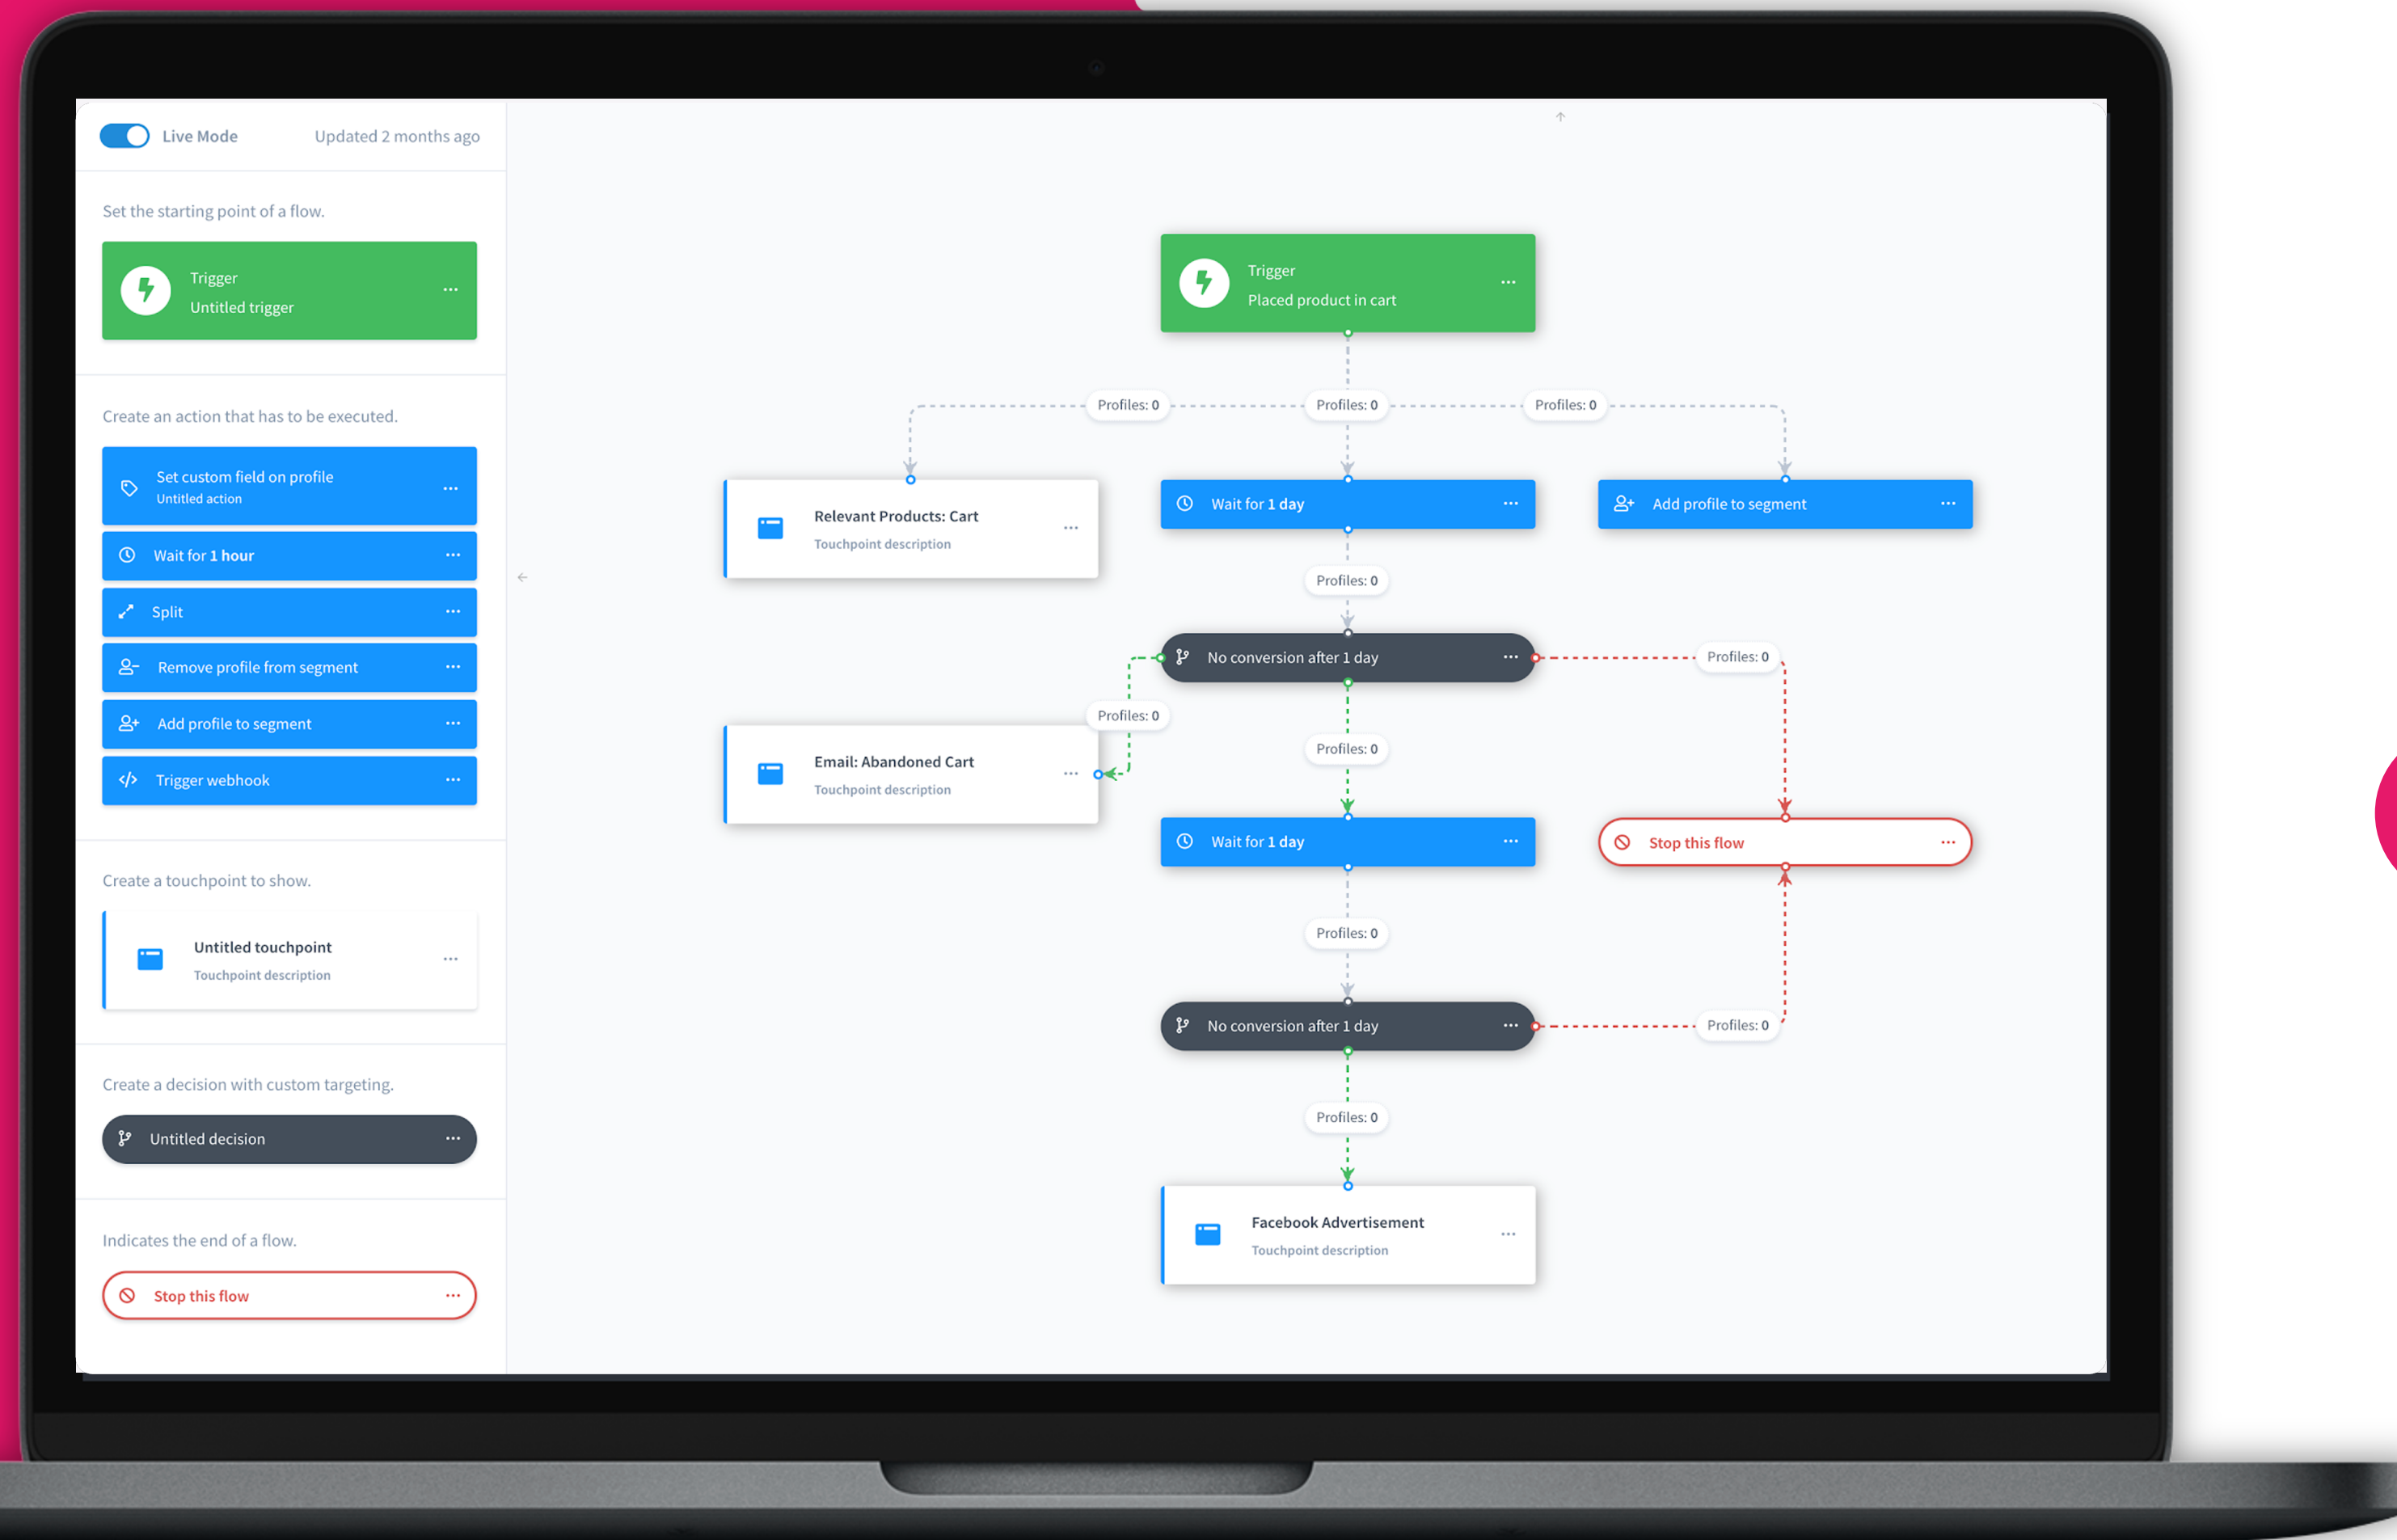 Live Mode
Updated 2 months ago
Set the starting point of a flow.
Trigger
Untitled trigger
Create an action that has to be executed.
Set custom field on profile
Untitled action
Wait for 1 hour
Split
Remove profile from segment
Add profile to segment
Trigger webhook
Create a touchpoint to show.
Untitled touchpoint
Touchpoint description
Create a decision with custom targeting.
Untitled decision
Indicates the end of a flow.
Stop this flow
Trigger
Placed product in cart
Profiles: 0
Profiles: 0
Profiles: 0
Relevant Products: Cart
Touchpoint description
Wait for 1 day
Add profile to segment
Profiles: 0
No conversion after 1 day
Profiles: 0
Profiles: 0
Profiles: 0
Email: Abandoned Cart
Touchpoint description
Wait for 1 day
Stop this flow
Profiles: 0
No conversion after 1 day
Profiles: 0
Profiles: 0
Facebook Advertisement
Touchpoint description